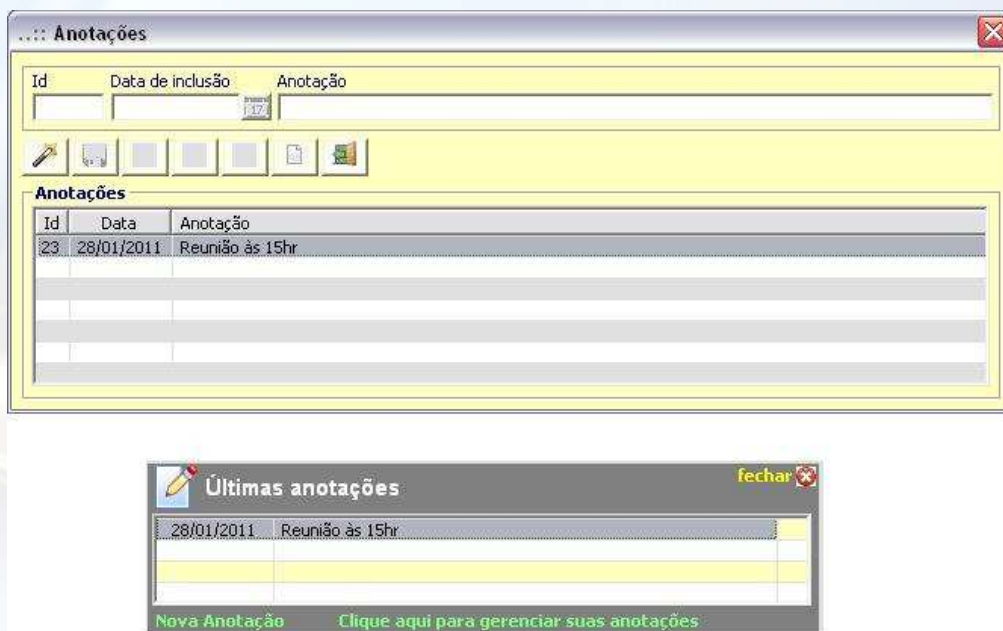 ..:: Anotações
Id Data de inclusão Anotação
17
Anotações
Id Data Anotação
23 28/01/2011 Reunião às 15hr
Últimas anotações fechar
28/01/2011 Reunião às 15hr
Nova Anotação Clique aqui para gerenciar suas anotações